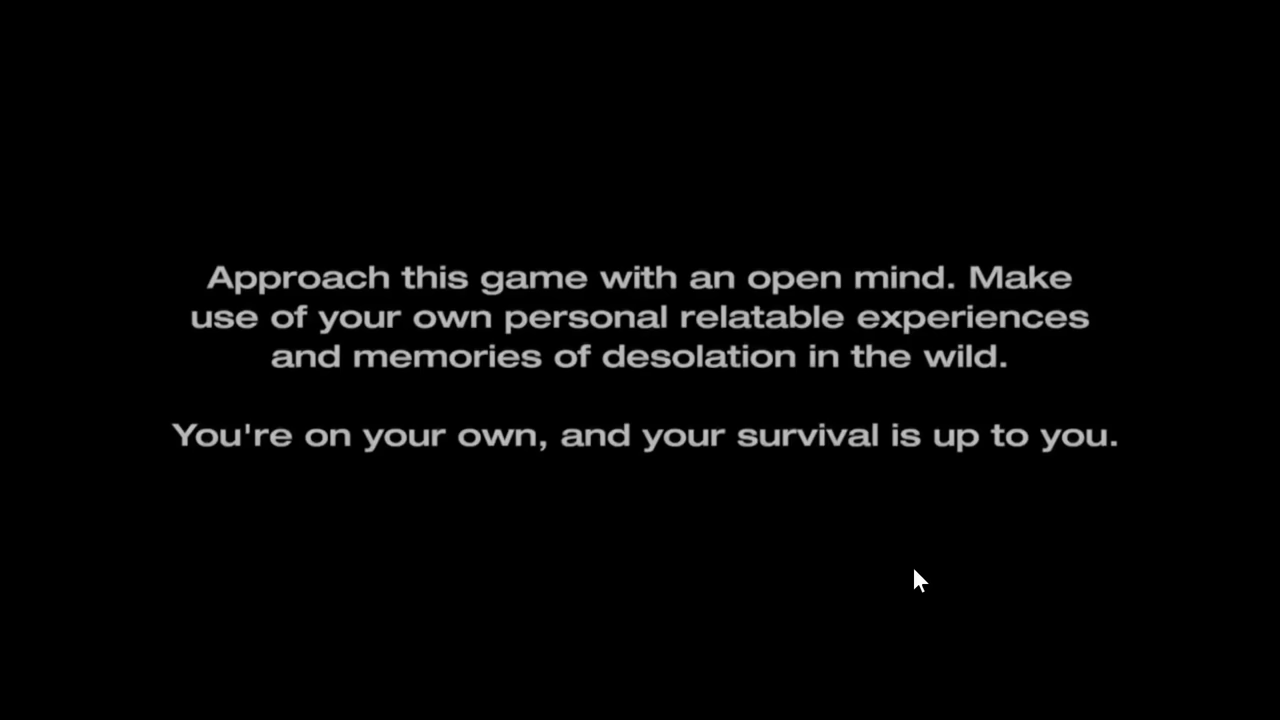 Approach this game with an open mind. Make
use of your own personal relatable experiences
and memories of desolation in the wild.
You're on your own, and your survival is up to you.